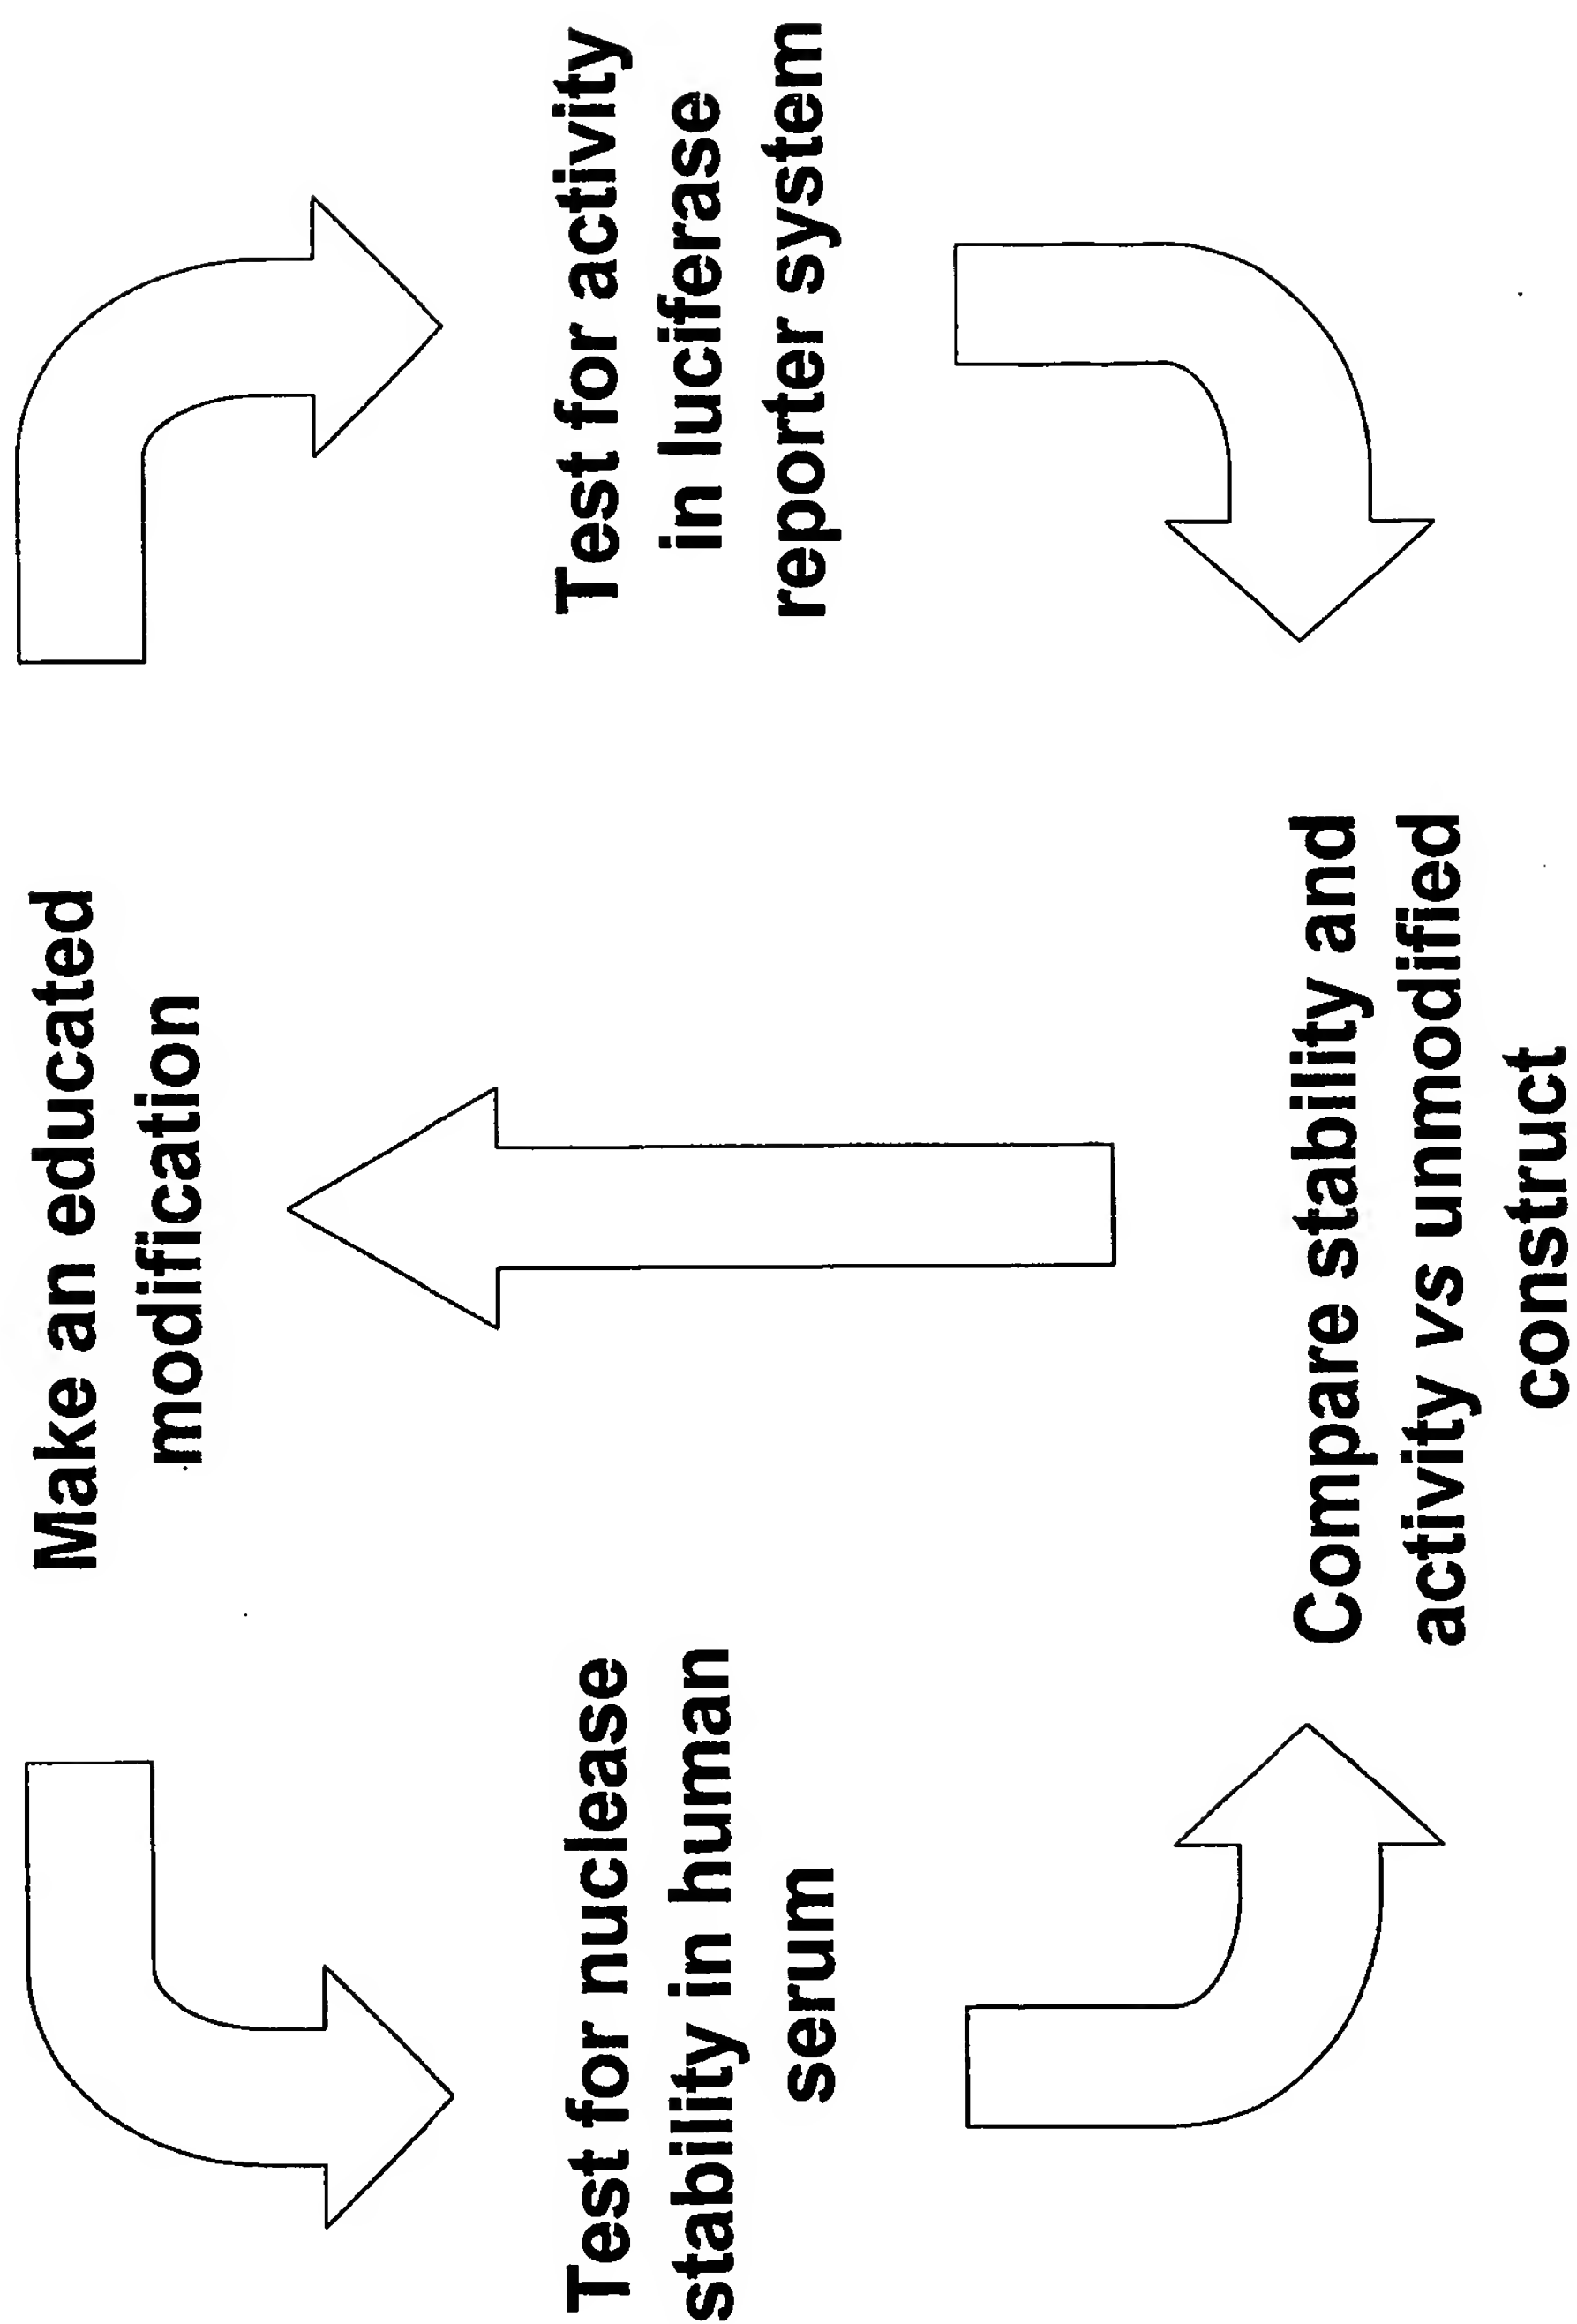 Make an educated
modification
Test for nuclease
stability in human
serum
Test for activity
in luciferase
reporter system
Compare stability and
activity vs unmodified
construct